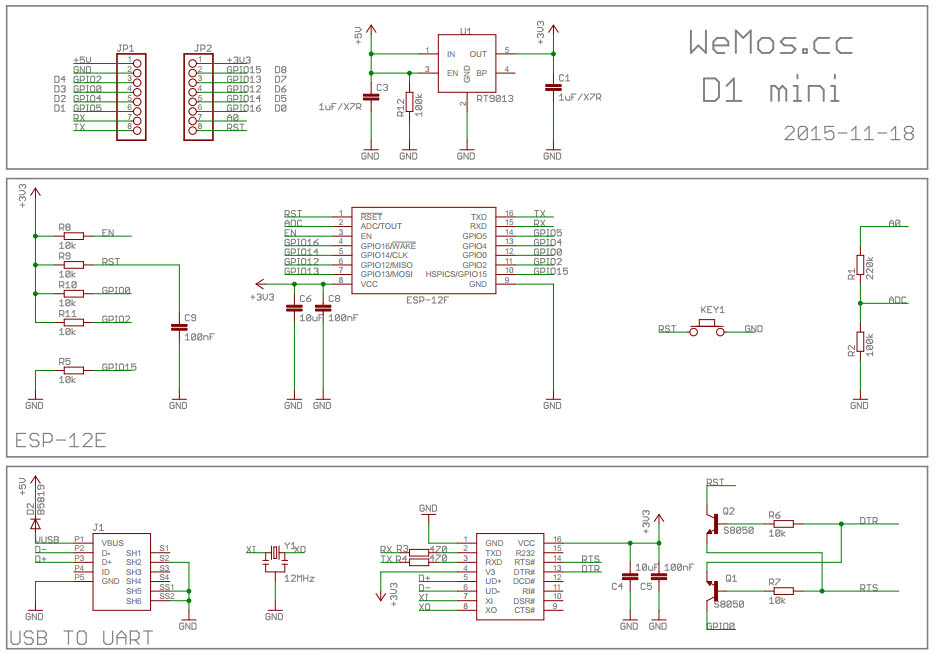 WeMos.cc
D1 mini
2015-11-18
JP1
+5V 1
GND 2
D4 GPIO2 3
D3 GPIO0 4
D2 GPIO4 5
D1 GPIO5 6
RX 7
TX 8
JP2
1 +3V3
2 GPIO15 D8
3 GPIO13 D7
4 GPIO12 D6
5 GPIO14 D5
6 GPIO16 D0
7 A0
8 RST
+5V
U1
+3V3
1 IN OUT 5
3 EN GND BP 4
2
RT9013
C3
1uF/X7R
R12
100k
C1
1uF/X7R
GND GND GND GND
+3V3
R8
10k
EN
R9
10k
RST
R10
10k
GPIO0
R11
10k
GPIO2
R5
10k
GPIO15
C9
100nF
GND GND
RST 1 RSET TXD 16 TX
ADC 2 ADC/TOUT RXD 15 RX
EN 3 EN GPIO5 14 GPIO5
GPIO16 4 GPIO16/WAKE GPIO4 13 GPIO4
GPIO14 5 GPIO14/CLK GPIO0 12 GPIO0
GPIO12 6 GPIO12/MISO GPIO2 11 GPIO2
GPIO13 7 GPIO13/MOSI HSPICS/GPIO15 10 GPIO15
8 VCC GND 9
+3V3
ESP-12F
C6
10uF
C8
100nF
GND GND GND
KEY1
RST GND
A0
R1
220k
ADC
R2
100k
GND
ESP-12E
+5V
D2
B5819
J1
VUSB P1 VBUS
D- P2 D- SH1 S1
D+ P3 D+ SH2 S2
P4 ID SH3 S3
P5 GND SH4 S4
SH5 SS1
SH6 SS2
GND GND
XI Y1 XO
12MHz
GND
GND
RX R3 470
TX R4 470
+3V3
D+
D-
XI
XO
1 GND VCC 16
2 TXD R232 15
3 RXD RTS# 14 RTS
4 V3 DTR# 13 DTR
5 UD+ DCD# 12
6 UD- RI# 11
7 XI DSR# 10
8 XO CTS# 9
+3V3
10uF
C4
100nF
C5
GND GND
RST
Q2
S8050
R6
10k
DTR
Q1
S8050
R7
10k
RTS
GPIO0
USB TO UART